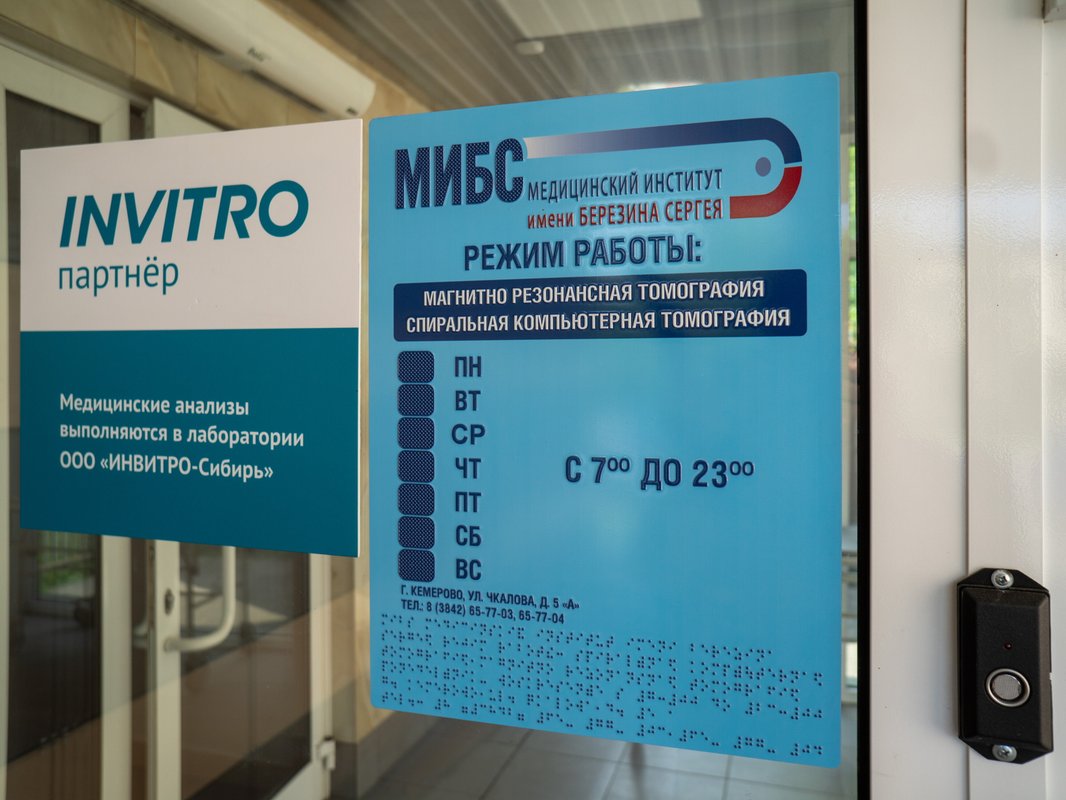 INVITRO
партнёр
Медицинские анализы
выполняются в лаборатории
ООО «ИНВИТРО-Сибирь»
МИБС
МЕДИЦИНСКИЙ ИНСТИТУТ
имени БЕРЕЗИНА СЕРГЕЯ
РЕЖИМ РАБОТЫ:
МАГНИТНО РЕЗОНАНСНАЯ ТОМОГРАФИЯ
СПИРАЛЬНАЯ КОМПЬЮТЕРНАЯ ТОМОГРАФИЯ
ПН
ВТ
СР
ЧТ
ПТ
СБ
ВС
С 7⁰⁰ ДО 23⁰⁰
Г. КЕМЕРОВО, УЛ. ЧКАЛОВА, Д. 5 «А»
ТЕЛ.: 8 (3842) 65-77-03, 65-77-04